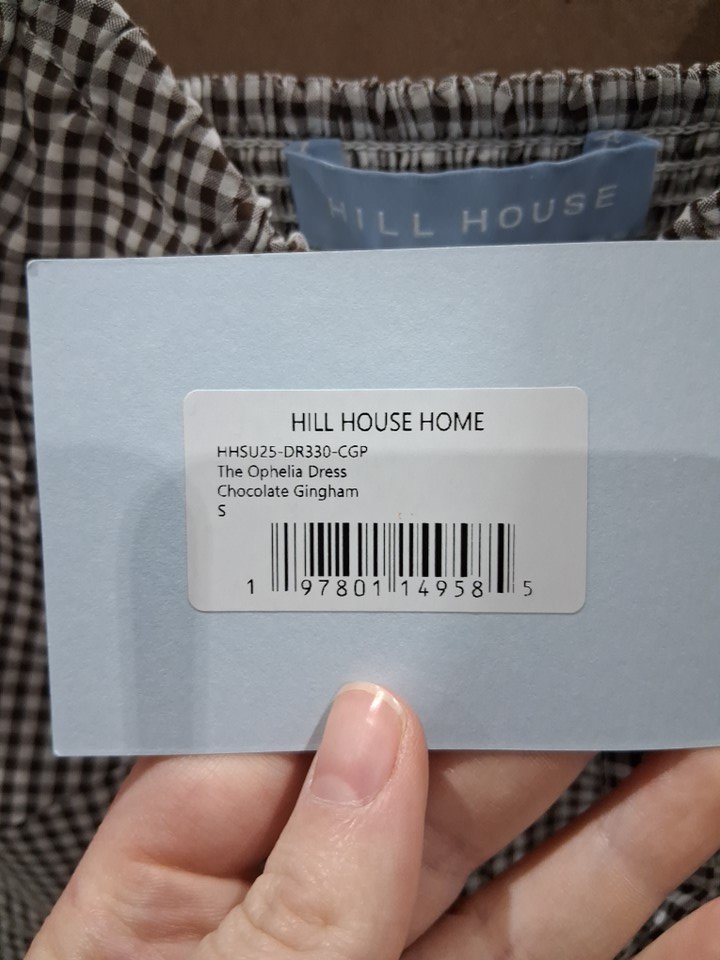 HILL HOUSE
HILL HOUSE HOME
HHSU25-DR330-CGP
The Ophelia Dress
Chocolate Gingham
S
1 97801 14958 5